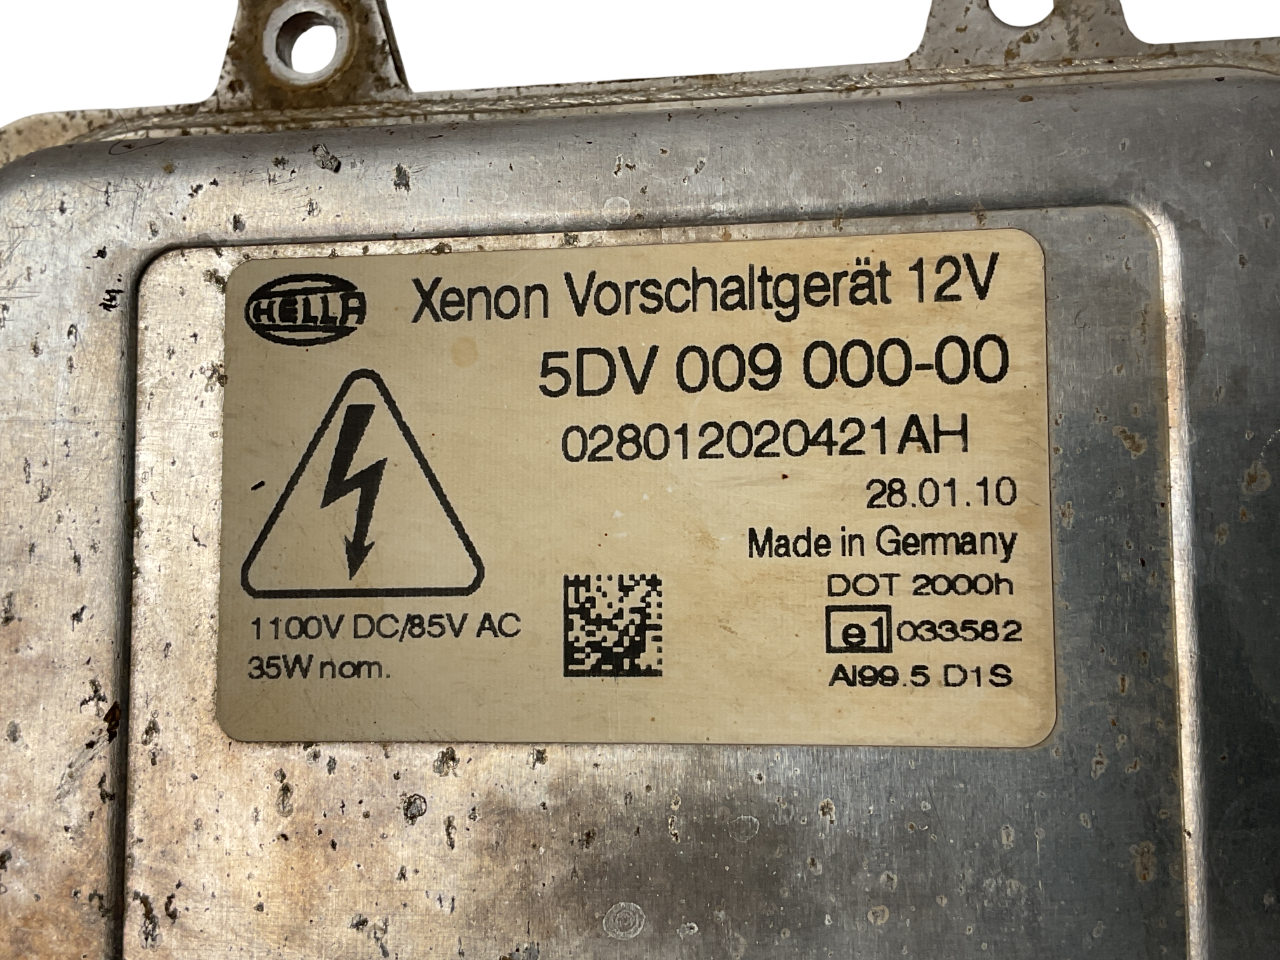 HELLA
Xenon Vorschaltgerät 12V
5DV 009 000-00
028012020421AH
28.01.10
Made in Germany
DOT 2000h
1100V DC/85V AC
e1 033582
35W nom.
AI99.5 D1S